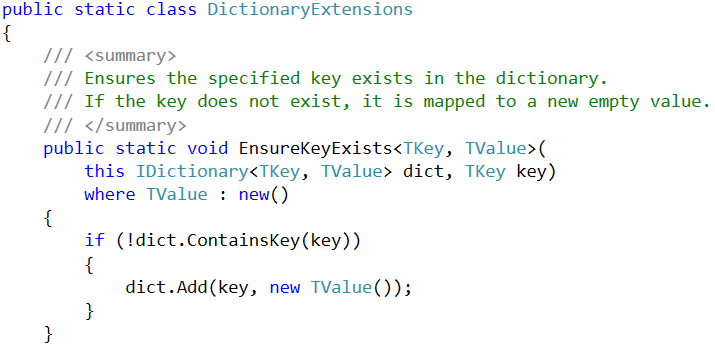 public static class DictionaryExtensions
{
    /// <summary>
    /// Ensures the specified key exists in the dictionary.
    /// If the key does not exist, it is mapped to a new empty value.
    /// </summary>
    public static void EnsureKeyExists<TKey, TValue>(
        this IDictionary<TKey, TValue> dict, TKey key)
        where TValue : new()
    {
        if (!dict.ContainsKey(key))
        {
            dict.Add(key, new TValue());
        }
    }